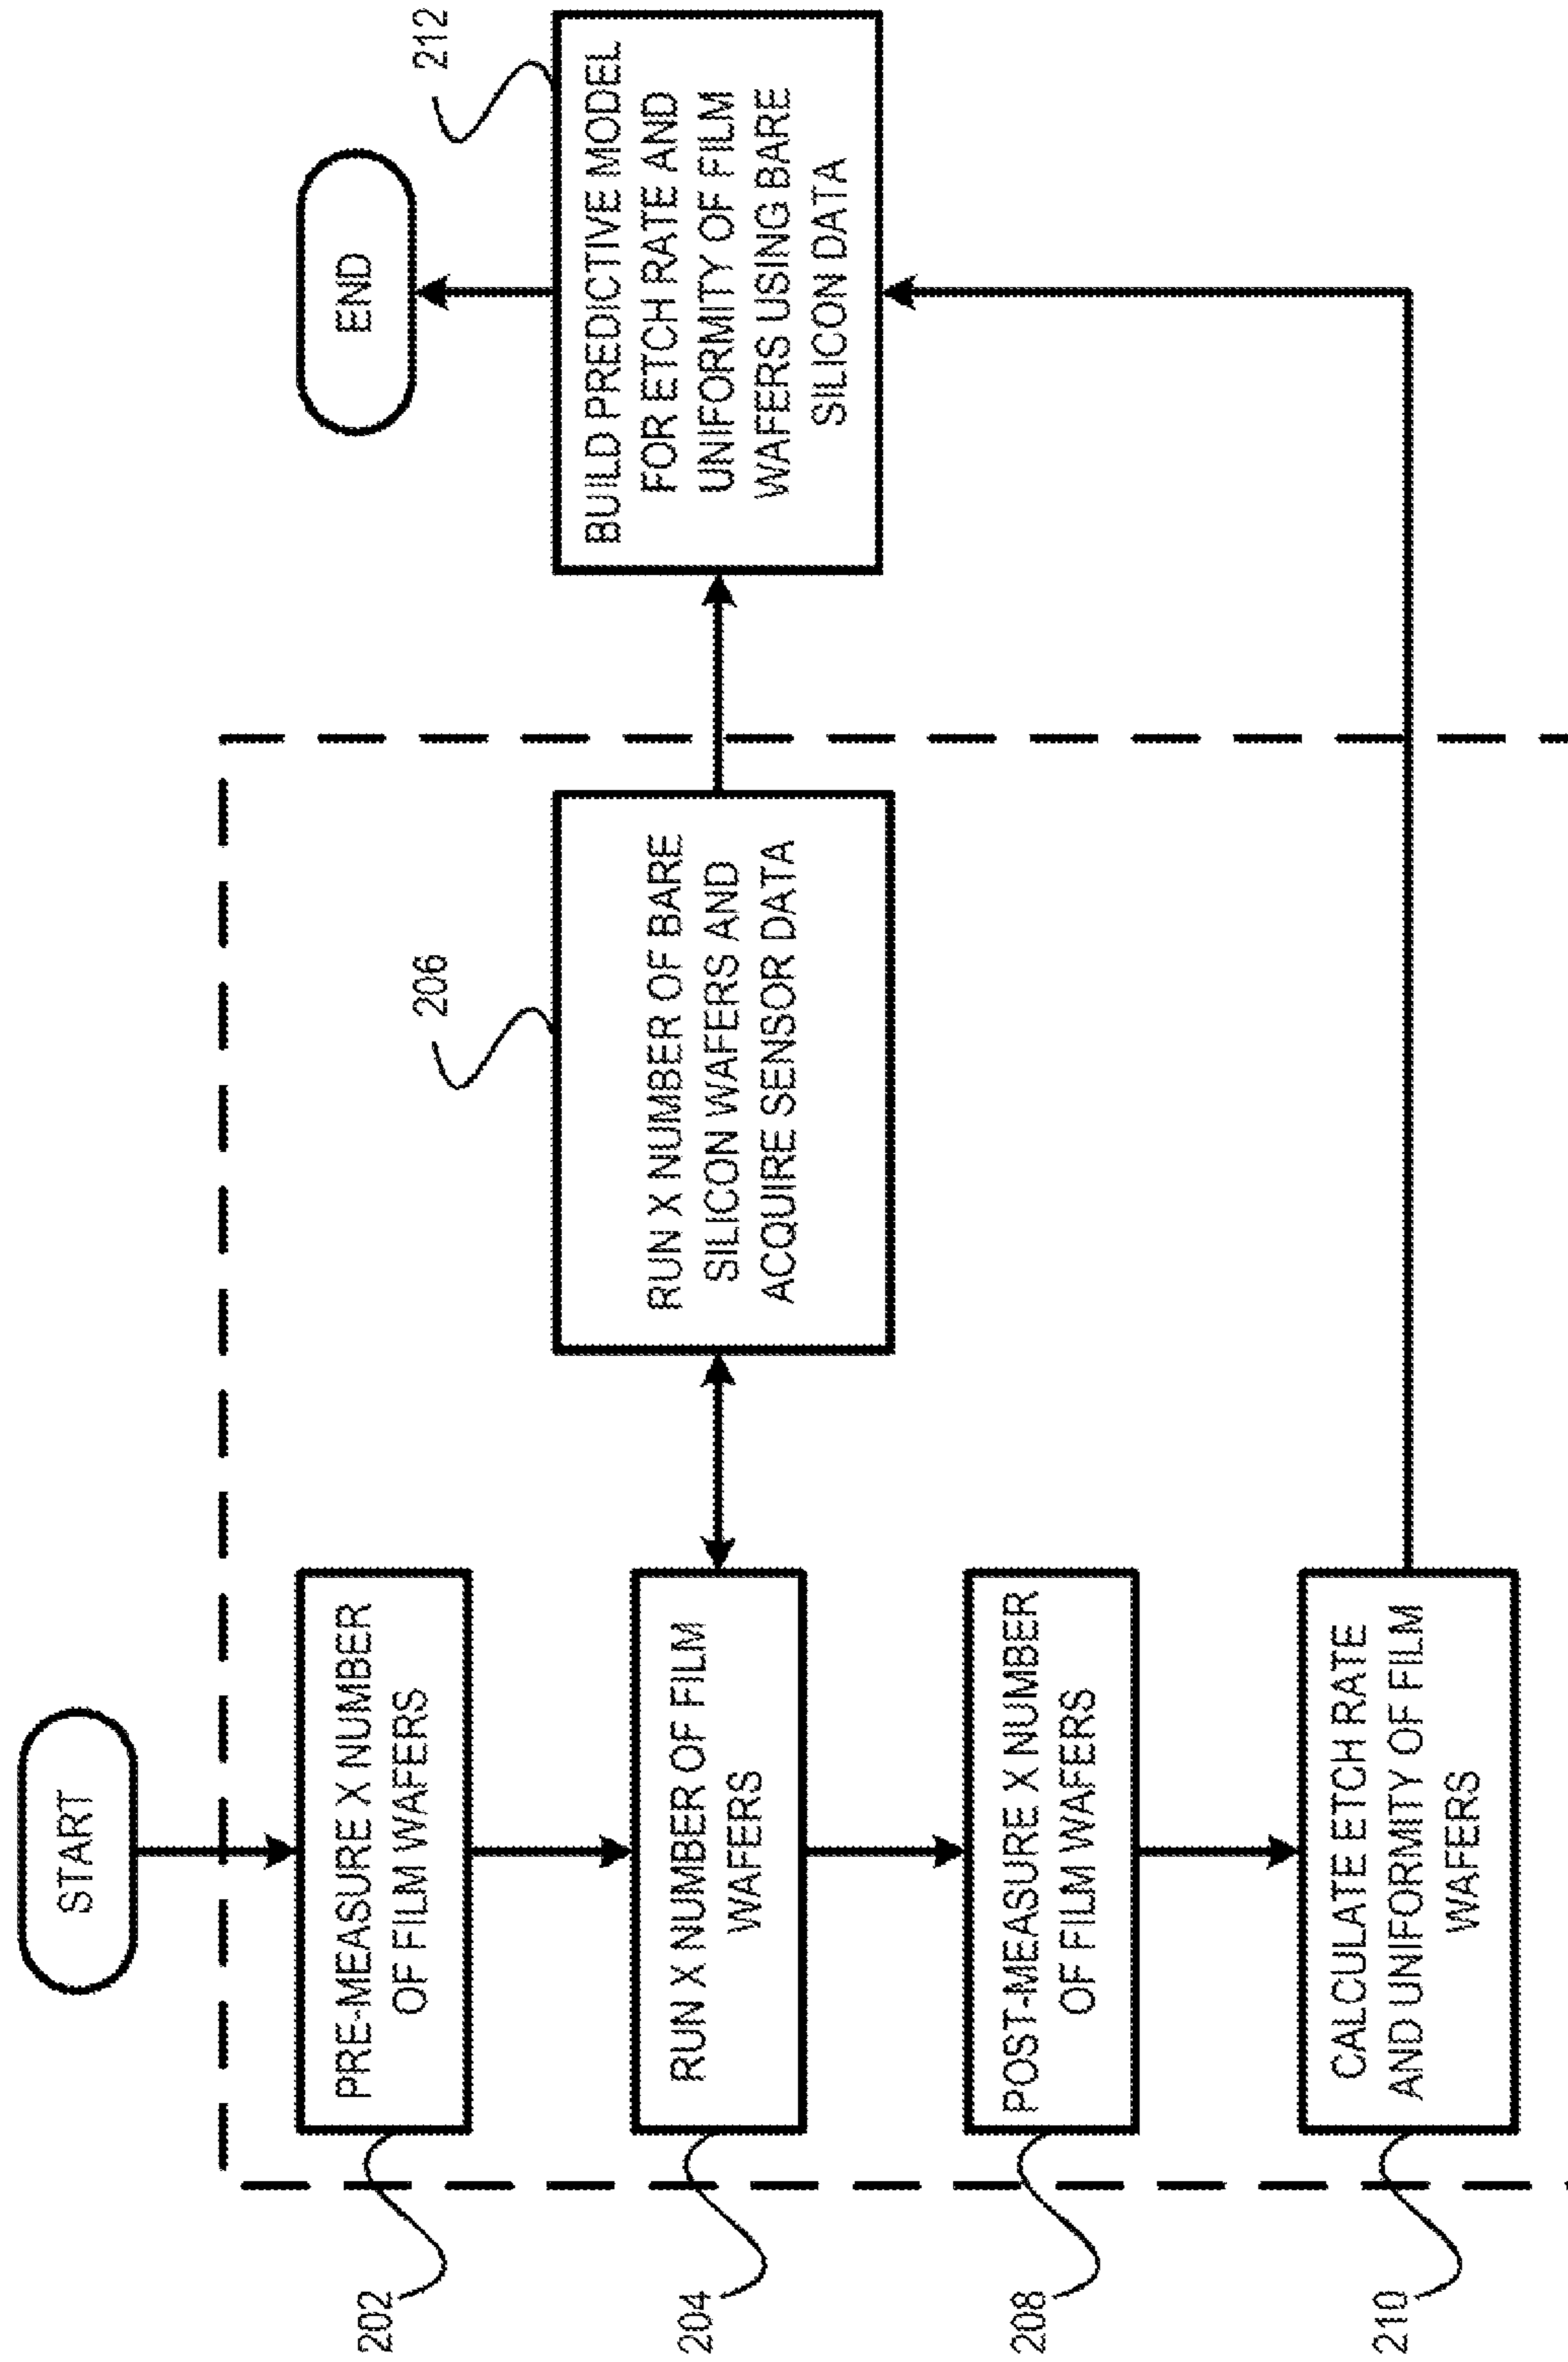 START
PRE-MEASURE X NUMBER
OF FILM WAFERS
202
RUN X NUMBER OF FILM
WAFERS
204
RUN X NUMBER OF BARE
SILICON WAFERS AND
ACQUIRE SENSOR DATA
206
POST-MEASURE X NUMBER
OF FILM WAFERS
208
CALCULATE ETCH RATE
AND UNIFORMITY OF FILM
WAFERS
210
BUILD PREDICTIVE MODEL
FOR ETCH RATE AND
UNIFORMITY OF FILM
WAFERS USING BARE
SILICON DATA
212
END